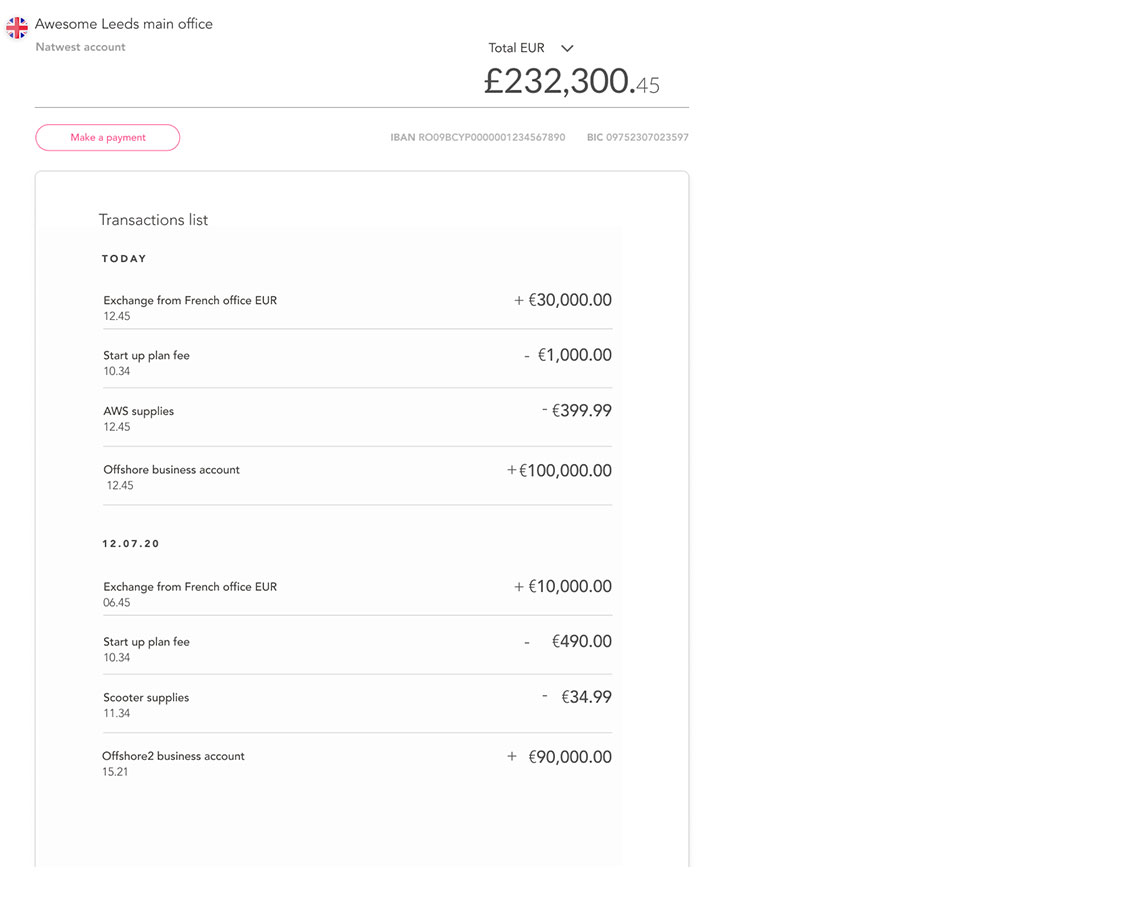 Awesome Leeds main office
Natwest account
Total EUR
£232,300.45
Make a payment
IBAN RO09BCYP0000001234567890 BIC 09752307023597
Transactions list
TODAY
Exchange from French office EUR + €30,000.00
12.45
Start up plan fee - €1,000.00
10.34
AWS supplies - €399.99
12.45
Offshore business account +€100,000.00
12.45
12.07.20
Exchange from French office EUR + €10,000.00
06.45
Start up plan fee - €490.00
10.34
Scooter supplies - €34.99
11.34
Offshore2 business account + €90,000.00
15.21